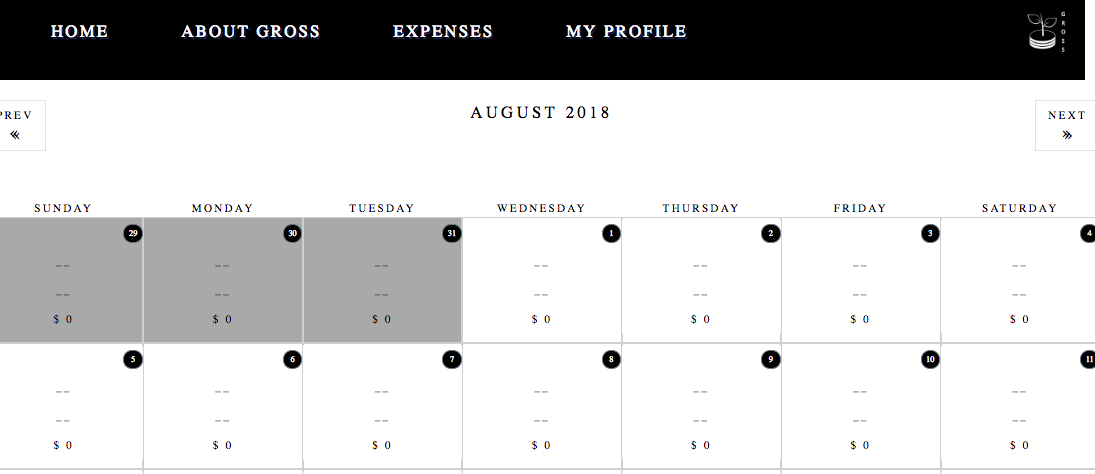 HOME ABOUT GROSS EXPENSES MY PROFILE
GROSS
AUGUST 2018
PREV
«
NEXT
»
SUNDAY MONDAY TUESDAY WEDNESDAY THURSDAY FRIDAY SATURDAY
29 30 31 1 2 3 4
-- -- -- -- -- -- --
-- -- -- -- -- -- --
$ 0 $ 0 $ 0 $ 0 $ 0 $ 0 $ 0
5 6 7 8 9 10 11
-- -- -- -- -- -- --
-- -- -- -- -- -- --
$ 0 $ 0 $ 0 $ 0 $ 0 $ 0 $ 0